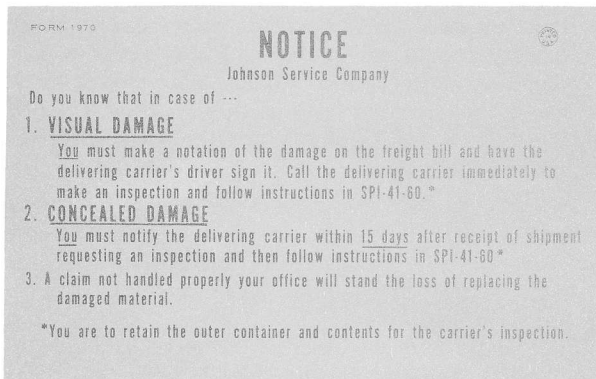 FORM 1970
NOTICE
Johnson Service Company
Do you know that in case of ---
1. VISUAL DAMAGE
You must make a notation of the damage on the freight bill and have the
delivering carrier's driver sign it. Call the delivering carrier immediately to
make an inspection and follow instructions in SPI-41-60.*
2. CONCEALED DAMAGE
You must notify the delivering carrier within 15 days after receipt of shipment
requesting an inspection and then follow instructions in SPI-41-60*
3. A claim not handled properly your office will stand the loss of replacing the
damaged material.
*You are to retain the outer container and contents for the carrier's inspection.